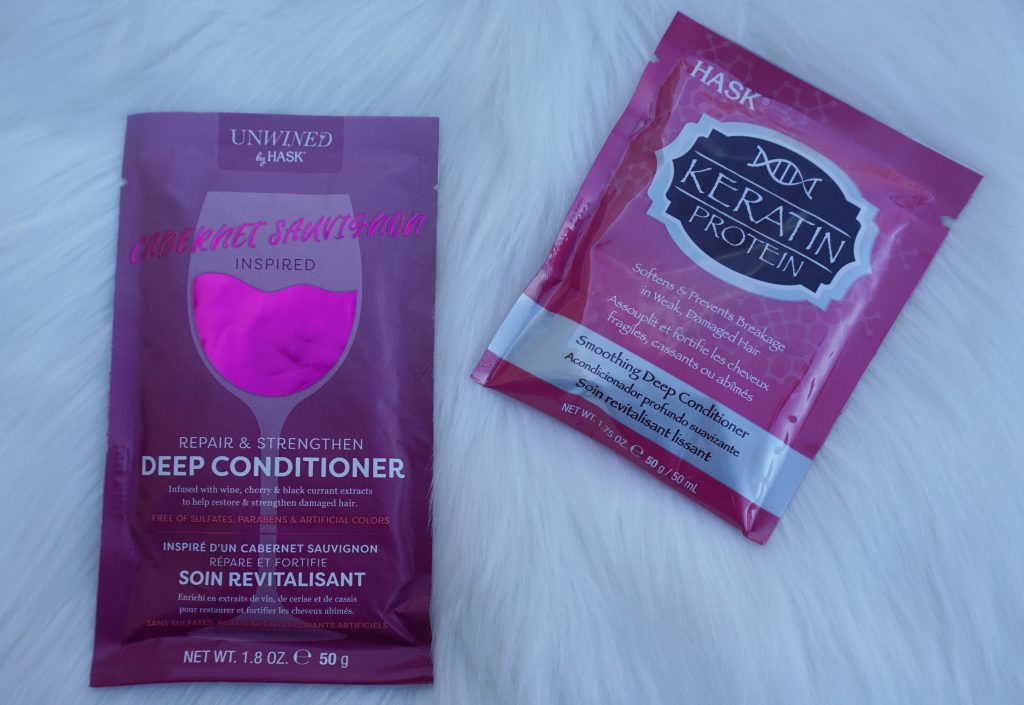 UNWINED
by HASK®
CABERNET SAUVIGNON
INSPIRED
REPAIR & STRENGTHEN
DEEP CONDITIONER
Infused with wine, cherry & black currant extracts
to help restore & strengthen damaged hair.
FREE OF SULFATES, PARABENS & ARTIFICIAL COLORS
INSPIRÉ D'UN CABERNET SAUVIGNON
RÉPARE ET FORTIFIE
SOIN REVITALISANT
Enrichi en extraits de vin, de cerise et de cassis
pour restaurer et fortifier les cheveux abîmés.
SANS SULFATES, PARABÈNES NI COLORANTS ARTIFICIELS
NET WT. 1.8 OZ. ℮ 50 g
HASK®
KERATIN
PROTEIN
Softens & Prevents Breakage
in Weak, Damaged Hair
Assouplit et fortifie les cheveux
fragiles, cassants ou abîmés
Smoothing Deep Conditioner
Acondicionador profundo suavizante
Soin revitalisant lissant
NET WT. 1.75 OZ. ℮ 50 g / 50 mL